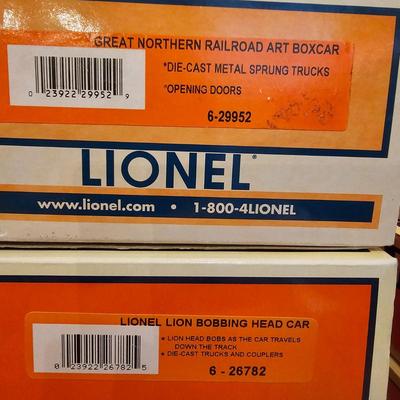 GREAT NORTHERN RAILROAD ART BOXCAR
*DIE-CAST METAL SPRUNG TRUCKS
*OPENING DOORS
0 23922 29952 9
6-29952
LIONEL®
www.lionel.com • 1-800-4LIONEL
LIONEL LION BOBBING HEAD CAR
• LION HEAD BOBS AS THE CAR TRAVELS
DOWN THE TRACK
• DIE-CAST TRUCKS AND COUPLERS
0 23922 26782 5
6 - 26782